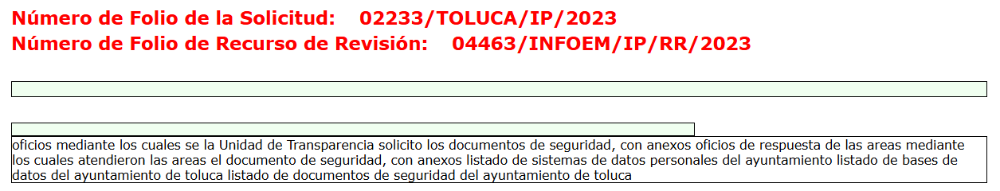 Número de Folio de la Solicitud: 02233/TOLUCA/IP/2023
Número de Folio de Recurso de Revisión: 04463/INFOEM/IP/RR/2023
oficios mediante los cuales se la Unidad de Transparencia solicito los documentos de seguridad, con anexos oficios de respuesta de las areas mediante
los cuales atendieron las areas el documento de seguridad, con anexos listado de sistemas de datos personales del ayuntamiento listado de bases de
datos del ayuntamiento de toluca listado de documentos de seguridad del ayuntamiento de toluca